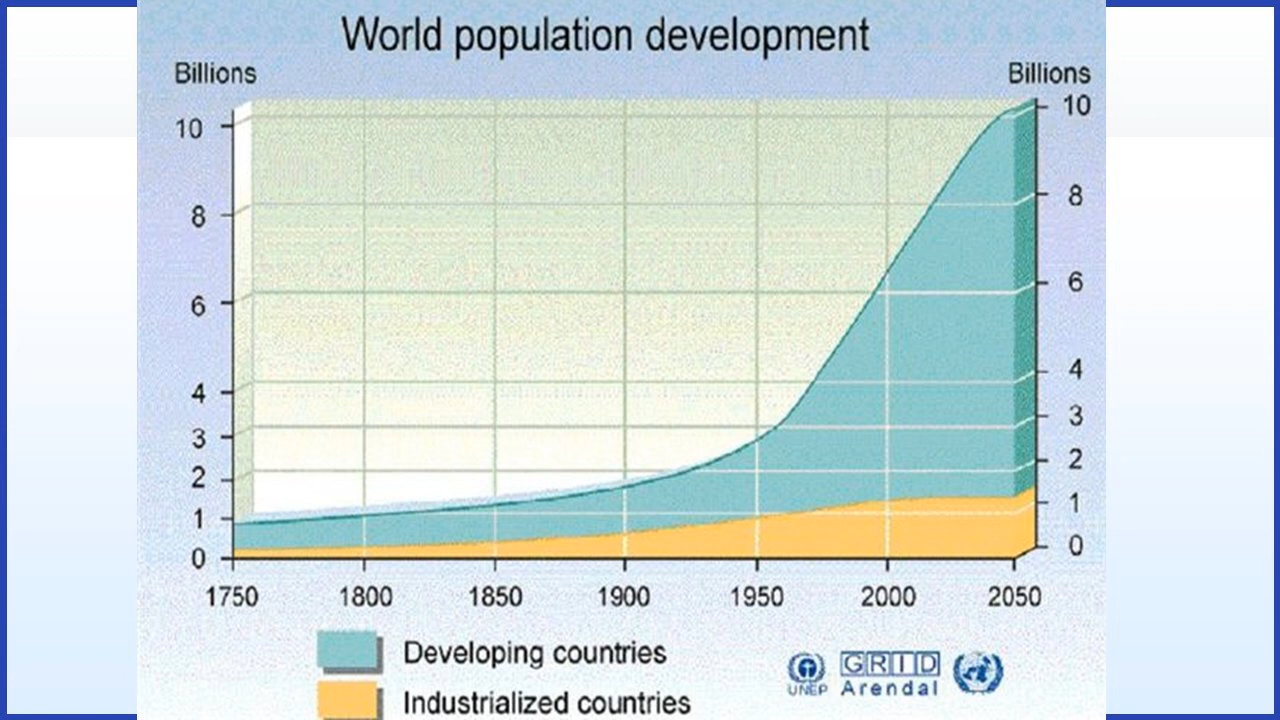 World population development
Billions
Billions
10
8
6
4
3
2
1
0
10
8
6
4
3
2
1
0
1750 1800 1850 1900 1950 2000 2050
Developing countries
Industrialized countries
UNEP
GRID
Arendal